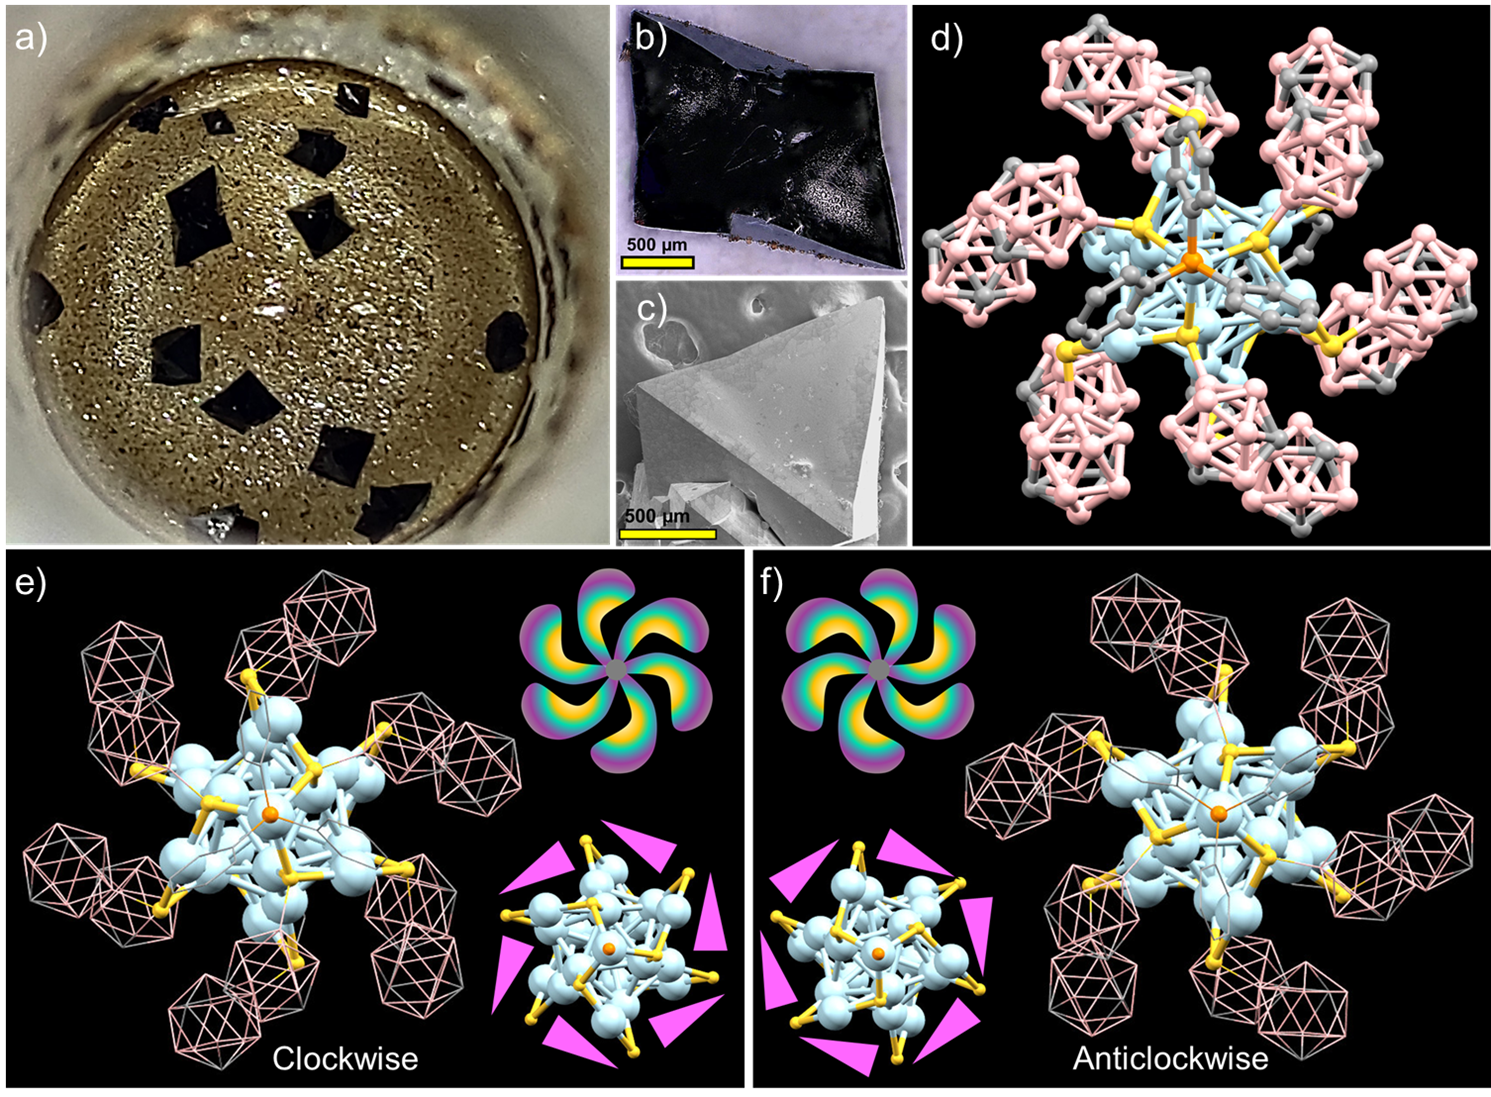 a)
b)
500 µm
c)
500 µm
d)
e)
Clockwise
f)
Anticlockwise